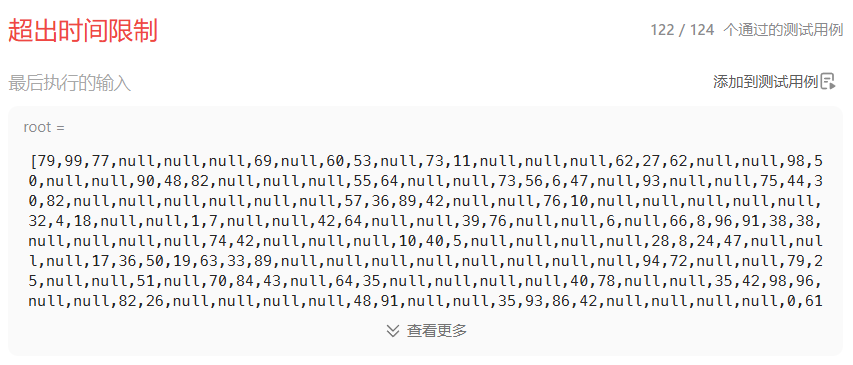 超出时间限制
122 / 124 个通过的测试用例
最后执行的输入
添加到测试用例
root =
[79,99,77,null,null,null,69,null,60,53,null,73,11,null,null,null,62,27,62,null,null,98,5
0,null,null,90,48,82,null,null,null,55,64,null,null,73,56,6,47,null,93,null,null,75,44,3
0,82,null,null,null,null,null,null,57,36,89,42,null,null,76,10,null,null,null,null,null,
32,4,18,null,null,1,7,null,null,42,64,null,null,39,76,null,null,6,null,66,8,96,91,38,38,
null,null,null,null,74,42,null,null,null,10,40,5,null,null,null,null,28,8,24,47,null,nul
l,null,17,36,50,19,63,33,89,null,null,null,null,null,null,null,null,94,72,null,null,79,2
5,null,null,51,null,70,84,43,null,64,35,null,null,null,null,40,78,null,null,35,42,98,96,
null,null,82,26,null,null,null,null,48,91,null,null,35,93,86,42,null,null,null,null,0,61
查看更多